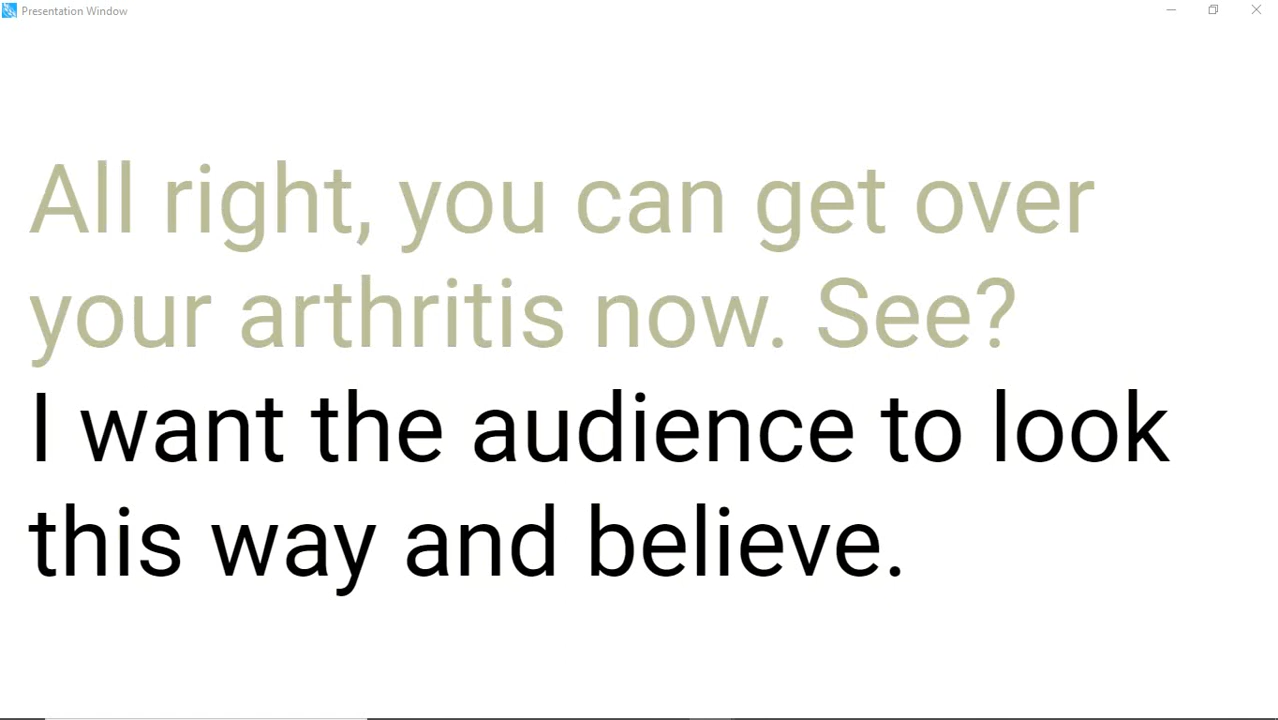 Presentation Window
All right, you can get over
your arthritis now. See?
I want the audience to look
this way and believe.